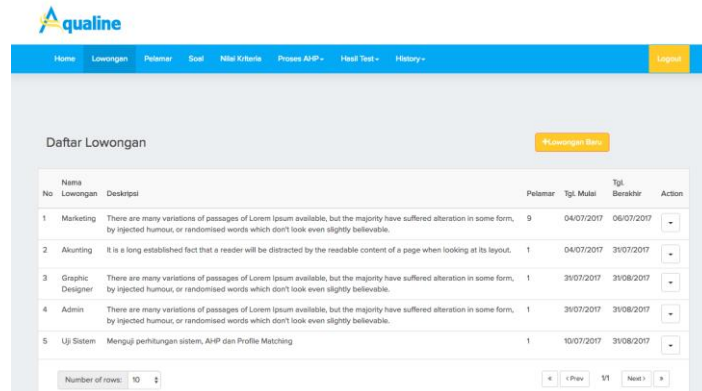 Aqualine
Home Lowongan Pelamar Soal Nilai Kriteria Proses AHP Hasil Test History Logout
Daftar Lowongan
+Lowongan Baru
No Nama Lowongan Deskripsi Pelamar Tgl. Mulai Tgl. Berakhir Action
1 Marketing There are many variations of passages of Lorem Ipsum available, but the majority have suffered alteration in some form, 9 04/07/2017 06/07/2017
by injected humour, or randomised words which don't look even slightly believable.
2 Akunting It is a long established fact that a reader will be distracted by the readable content of a page when looking at its layout. 1 04/07/2017 31/07/2017
3 Graphic Designer There are many variations of passages of Lorem Ipsum available, but the majority have suffered alteration in some form, 1 31/07/2017 31/08/2017
by injected humour, or randomised words which don't look even slightly believable.
4 Admin There are many variations of passages of Lorem Ipsum available, but the majority have suffered alteration in some form, 1 31/07/2017 31/08/2017
by injected humour, or randomised words which don't look even slightly believable.
5 Uji Sistem Menguji perhitungan sistem, AHP dan Profile Matching 1 10/07/2017 31/08/2017
Number of rows: 10 « ‹ Prev 1/1 Next › »